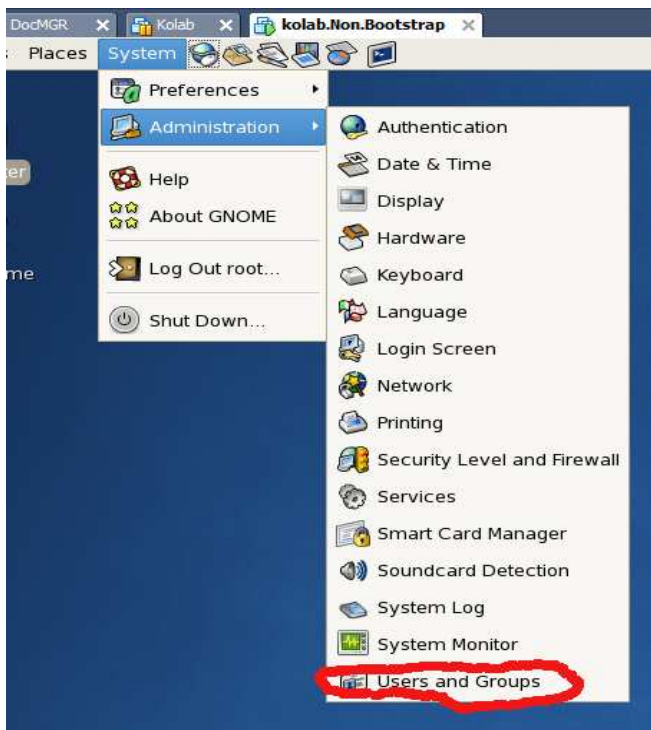 DocMGR
Kolab
kolab.Non.Bootstrap
Places
System
Preferences
Administration
Help
About GNOME
Log Out root...
Shut Down...
Authentication
Date & Time
Display
Hardware
Keyboard
Language
Login Screen
Network
Printing
Security Level and Firewall
Services
Smart Card Manager
Soundcard Detection
System Log
System Monitor
Users and Groups
er
me